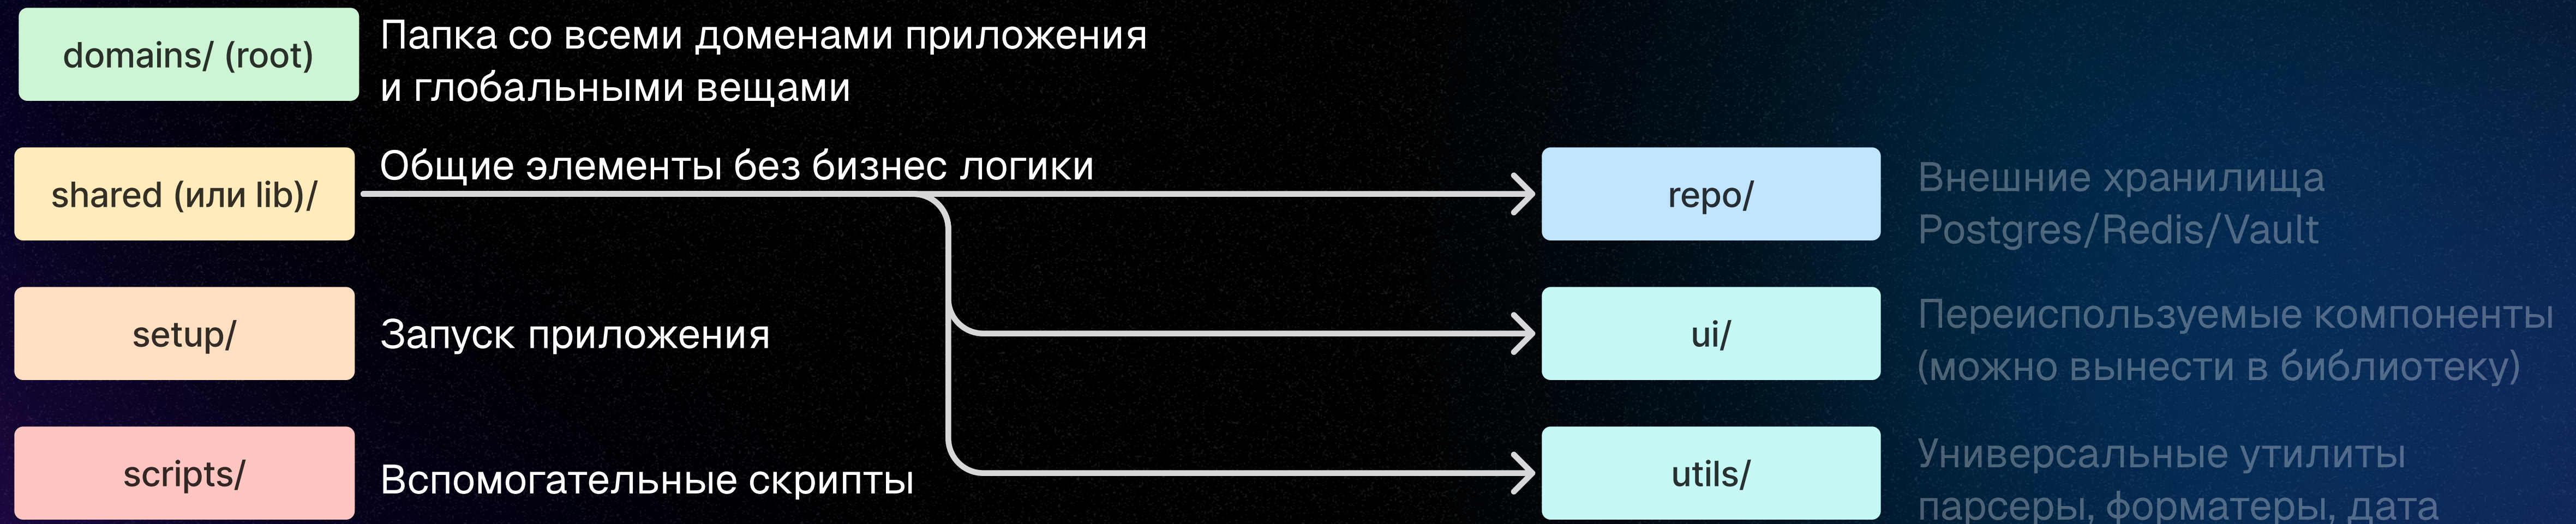 domains/ (root)
Папка со всеми доменами приложения
и глобальными вещами
shared (или lib)/
Общие элементы без бизнес логики
repo/
Внешние хранилища
Postgres/Redis/Vault
setup/
Запуск приложения
ui/
Переиспользуемые компоненты
(можно вынести в библиотеку)
scripts/
Вспомогательные скрипты
utils/
Универсальные утилиты
парсеры, форматеры, дата